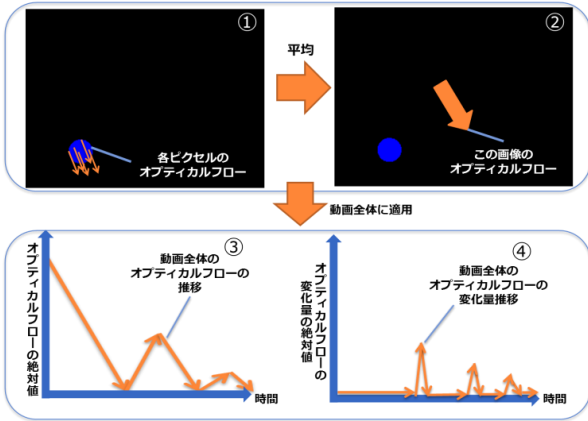 ①
②
平均
各ピクセルの
オプティカルフロー
この画像の
オプティカルフロー
動画全体に適用
③
オプティカルフローの絶対値
動画全体の
オプティカルフローの
推移
時間
④
オプティカルフローの
変化量の絶対値
動画全体の
オプティカルフローの
変化量推移
時間